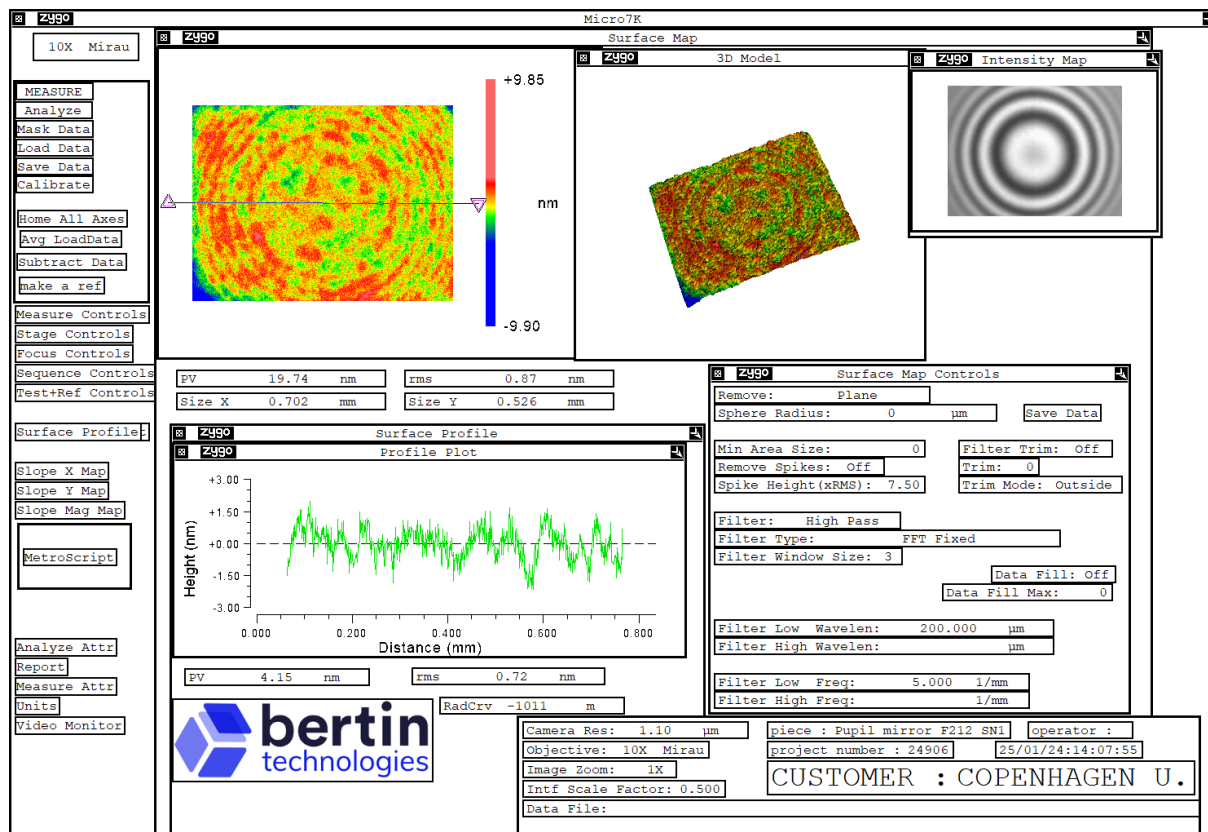 zygo Micro7K
10X Mirau
MEASURE
Analyze
Mask Data
Load Data
Save Data
Calibrate
Home All Axes
Avg LoadData
Subtract Data
make a ref
Measure Controls
Stage Controls
Focus Controls
Sequence Controls
Test+Ref Controls
Surface Profile
Slope X Map
Slope Y Map
Slope Mag Map
MetroScript
Analyze Attr
Report
Measure Attr
Units
Video Monitor
zygo Surface Map
+9.85
nm
-9.90
zygo 3D Model
zygo Intensity Map
PV 19.74 nm
rms 0.87 nm
Size X 0.702 mm
Size Y 0.526 mm
zygo Surface Profile
zygo Profile Plot
Height (nm)
+3.00
+1.50
+0.00
-1.50
-3.00
0.000 0.200 0.400 0.600 0.800
Distance (mm)
PV 4.15 nm
rms 0.72 nm
RadCrv -1011 m
bertin
technologies
zygo Surface Map Controls
Remove: Plane
Sphere Radius: 0 µm
Save Data
Min Area Size: 0
Filter Trim: Off
Remove Spikes: Off
Trim: 0
Spike Height(xRMS): 7.50
Trim Mode: Outside
Filter: High Pass
Filter Type: FFT Fixed
Filter Window Size: 3
Data Fill: Off
Data Fill Max: 0
Filter Low Wavelen: 200.000 µm
Filter High Wavelen: µm
Filter Low Freq: 5.000 1/mm
Filter High Freq: 1/mm
Camera Res: 1.10 µm
Objective: 10X Mirau
Image Zoom: 1X
Intf Scale Factor: 0.500
Data File:
piece : Pupil mirror F212 SN1
operator :
project number : 24906
25/01/24:14:07:55
CUSTOMER : COPENHAGEN U.